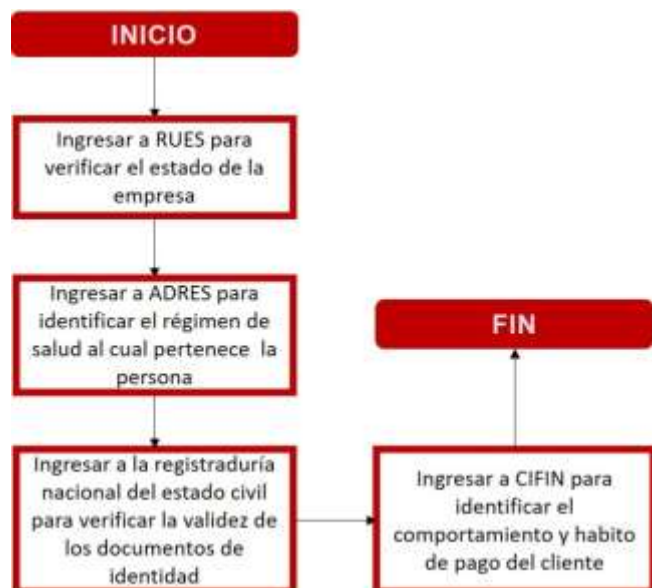 INICIO
Ingresar a RUES para
verificar el estado de la
empresa
Ingresar a ADRES para
identificar el régimen de
salud al cual pertenece la
persona
Ingresar a la registraduría
nacional del estado civil
para verificar la validez de
los documentos de
identidad
Ingresar a CIFIN para
identificar el
comportamiento y habito
de pago del cliente
FIN